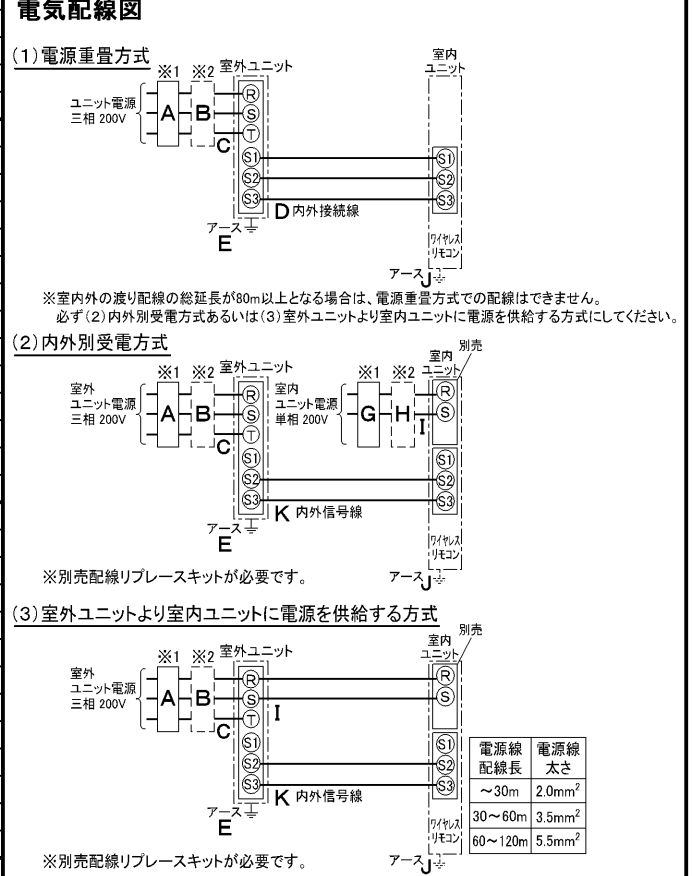 電気配線図
(1)電源重畳方式
※1 ※2 室外ユニット
室内
ユニット
ユニット電源
三相 200V
A B
C
R
S
T
S1
S2
S3
S1
S2
S3
D 内外接続線
アース
E
ワイヤレス
リモコン
アース J
※室内外の渡り配線の総延長が80m以上となる場合は、電源重畳方式での配線はできません。
必ず(2)内外別受電方式あるいは(3)室外ユニットより室内ユニットに電源を供給する方式にしてください。
(2)内外別受電方式
※1 ※2 室外ユニット
※1 ※2
室内
ユニット
別売
室外
ユニット電源
三相 200V
A B
C
R
S
T
S1
S2
S3
室内
ユニット電源
単相 200V
G H
I
R
S
S1
S2
S3
K 内外信号線
アース
E
ワイヤレス
リモコン
アース J
※別売配線リプレースキットが必要です。
(3)室外ユニットより室内ユニットに電源を供給する方式
※1 ※2 室外ユニット
室内
ユニット
別売
室外
ユニット電源
三相 200V
A B
C
R
S
T
S1
S2
S3
I
R
S
S1
S2
S3
K 内外信号線
アース
E
ワイヤレス
リモコン
アース J
※別売配線リプレースキットが必要です。
電源線 電源線
配線長 太さ
～30m 2.0mm²
30～60m 3.5mm²
60～120m 5.5mm²